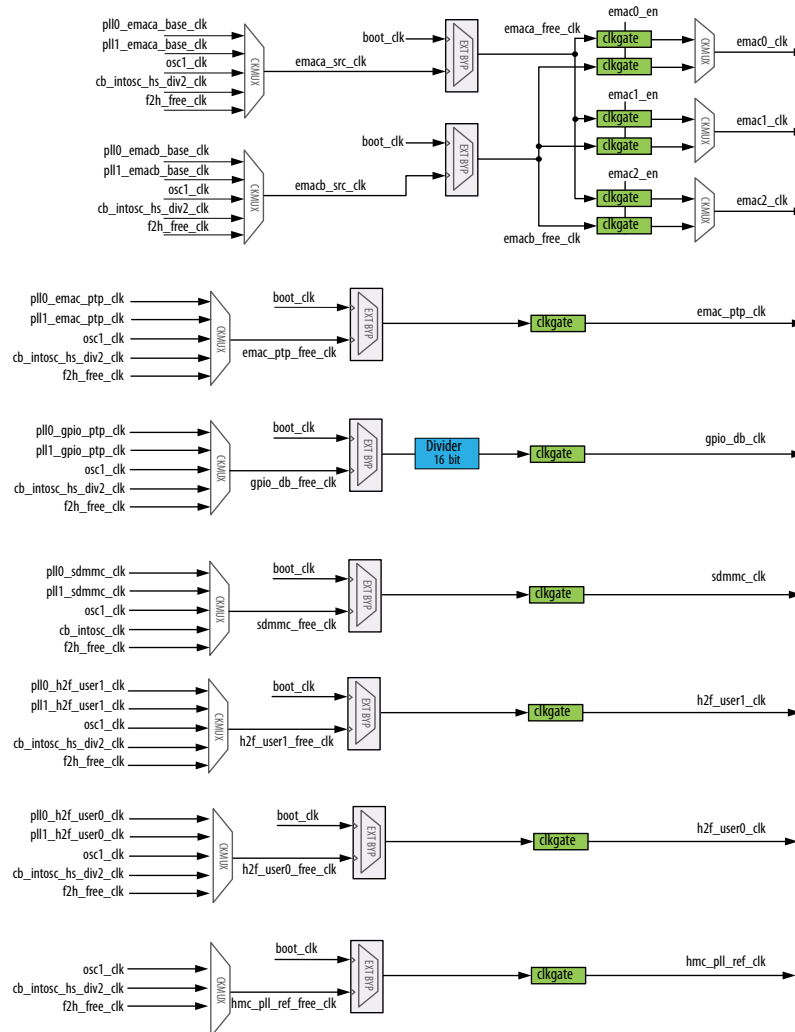 pll0_emaca_base_clk
pll1_emaca_base_clk
osc1_clk
cb_intosc_hs_div2_clk
f2h_free_clk
CKMUX
emaca_src_clk
boot_clk
EXT BYP
emaca_free_clk
emac0_en
clkgate
clkgate
CKMUX
emac0_clk
emac1_en
clkgate
clkgate
CKMUX
emac1_clk
pll0_emacb_base_clk
pll1_emacb_base_clk
osc1_clk
cb_intosc_hs_div2_clk
f2h_free_clk
CKMUX
emacb_src_clk
boot_clk
EXT BYP
emacb_free_clk
emac2_en
clkgate
clkgate
CKMUX
emac2_clk
pll0_emac_ptp_clk
pll1_emac_ptp_clk
osc1_clk
cb_intosc_hs_div2_clk
f2h_free_clk
CKMUX
boot_clk
emac_ptp_free_clk
EXT BYP
clkgate
emac_ptp_clk
pll0_gpio_ptp_clk
pll1_gpio_ptp_clk
osc1_clk
cb_intosc_hs_div2_clk
f2h_free_clk
CKMUX
boot_clk
gpio_db_free_clk
EXT BYP
Divider
16 bit
clkgate
gpio_db_clk
pll0_sdmmc_clk
pll1_sdmmc_clk
osc1_clk
cb_intosc_clk
f2h_free_clk
CKMUX
boot_clk
sdmmc_free_clk
EXT BYP
clkgate
sdmmc_clk
pll0_h2f_user1_clk
pll1_h2f_user1_clk
osc1_clk
cb_intosc_hs_div2_clk
f2h_free_clk
CKMUX
boot_clk
h2f_user1_free_clk
EXT BYP
clkgate
h2f_user1_clk
pll0_h2f_user0_clk
pll1_h2f_user0_clk
osc1_clk
cb_intosc_hs_div2_clk
f2h_free_clk
CKMUX
boot_clk
h2f_user0_free_clk
EXT BYP
clkgate
h2f_user0_clk
osc1_clk
cb_intosc_hs_div2_clk
f2h_free_clk
CKMUX
boot_clk
hmc_pll_ref_free_clk
EXT BYP
clkgate
hmc_pll_ref_clk